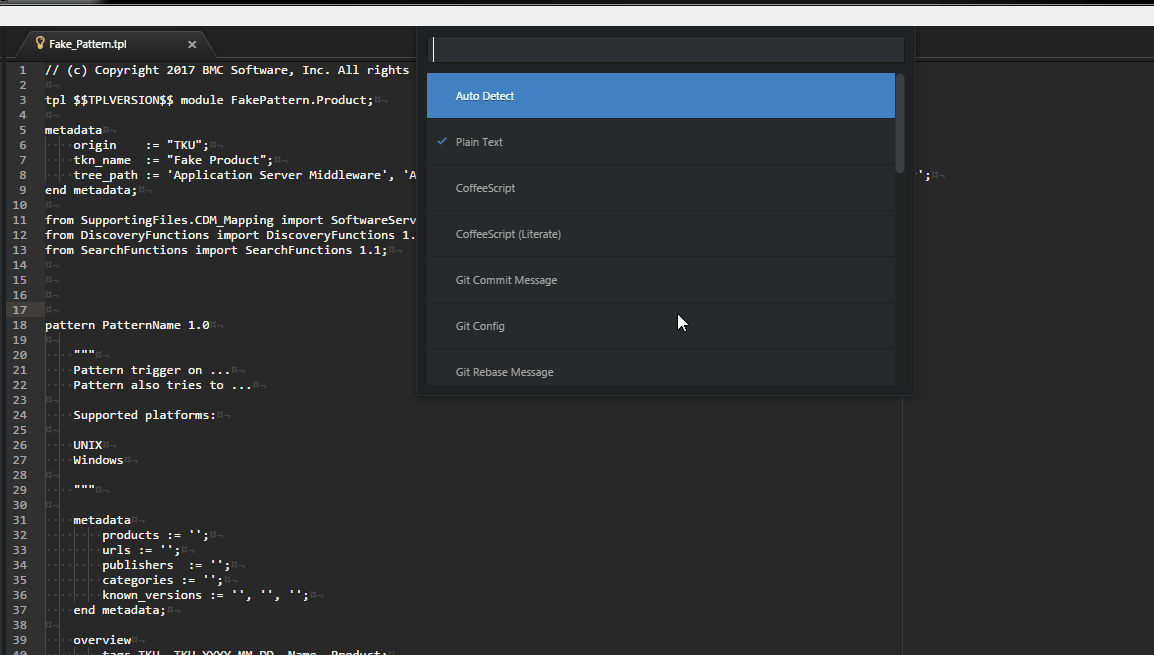 Fake_Pattern.tpl
1 // (c) Copyright 2017 BMC Software, Inc. All rights
2
3 tpl $$TPLVERSION$$ module FakePattern.Product;
4
5 metadata
6 origin := "TKU";
7 tkn_name := "Fake Product";
8 tree_path := 'Application Server Middleware', 'A ';
9 end metadata;
10
11 from SupportingFiles.CDM_Mapping import SoftwareServ
12 from DiscoveryFunctions import DiscoveryFunctions 1.
13 from SearchFunctions import SearchFunctions 1.1;
14
15
16
17
18 pattern PatternName 1.0
19
20 """
21 Pattern trigger on ...
22 Pattern also tries to ...
23
24 Supported platforms:
25
26 UNIX
27 Windows
28
29 """
30
31 metadata
32 products := '';
33 urls := '';
34 publishers := '';
35 categories := '';
36 known_versions := '', '', '';
37 end metadata;
38
39 overview
40 tags TKU, TKU_YYYY_MM_DD, Name, Product;
Auto Detect
Plain Text
CoffeeScript
CoffeeScript (Literate)
Git Commit Message
Git Config
Git Rebase Message